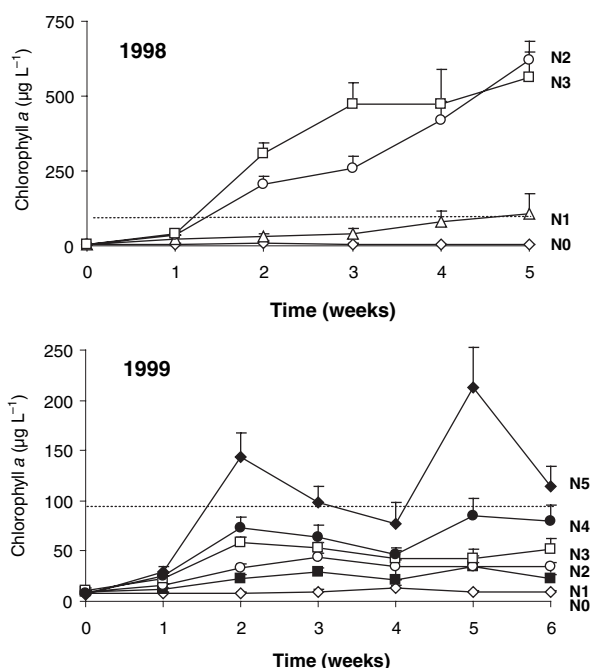 1998
Chlorophyll a (µg L⁻¹)
750
500
250
0
N2
N3
N1
N0
0 1 2 3 4 5
Time (weeks)
1999
Chlorophyll a (µg L⁻¹)
250
200
150
100
50
0
N5
N4
N3
N2
N1
N0
0 1 2 3 4 5 6
Time (weeks)